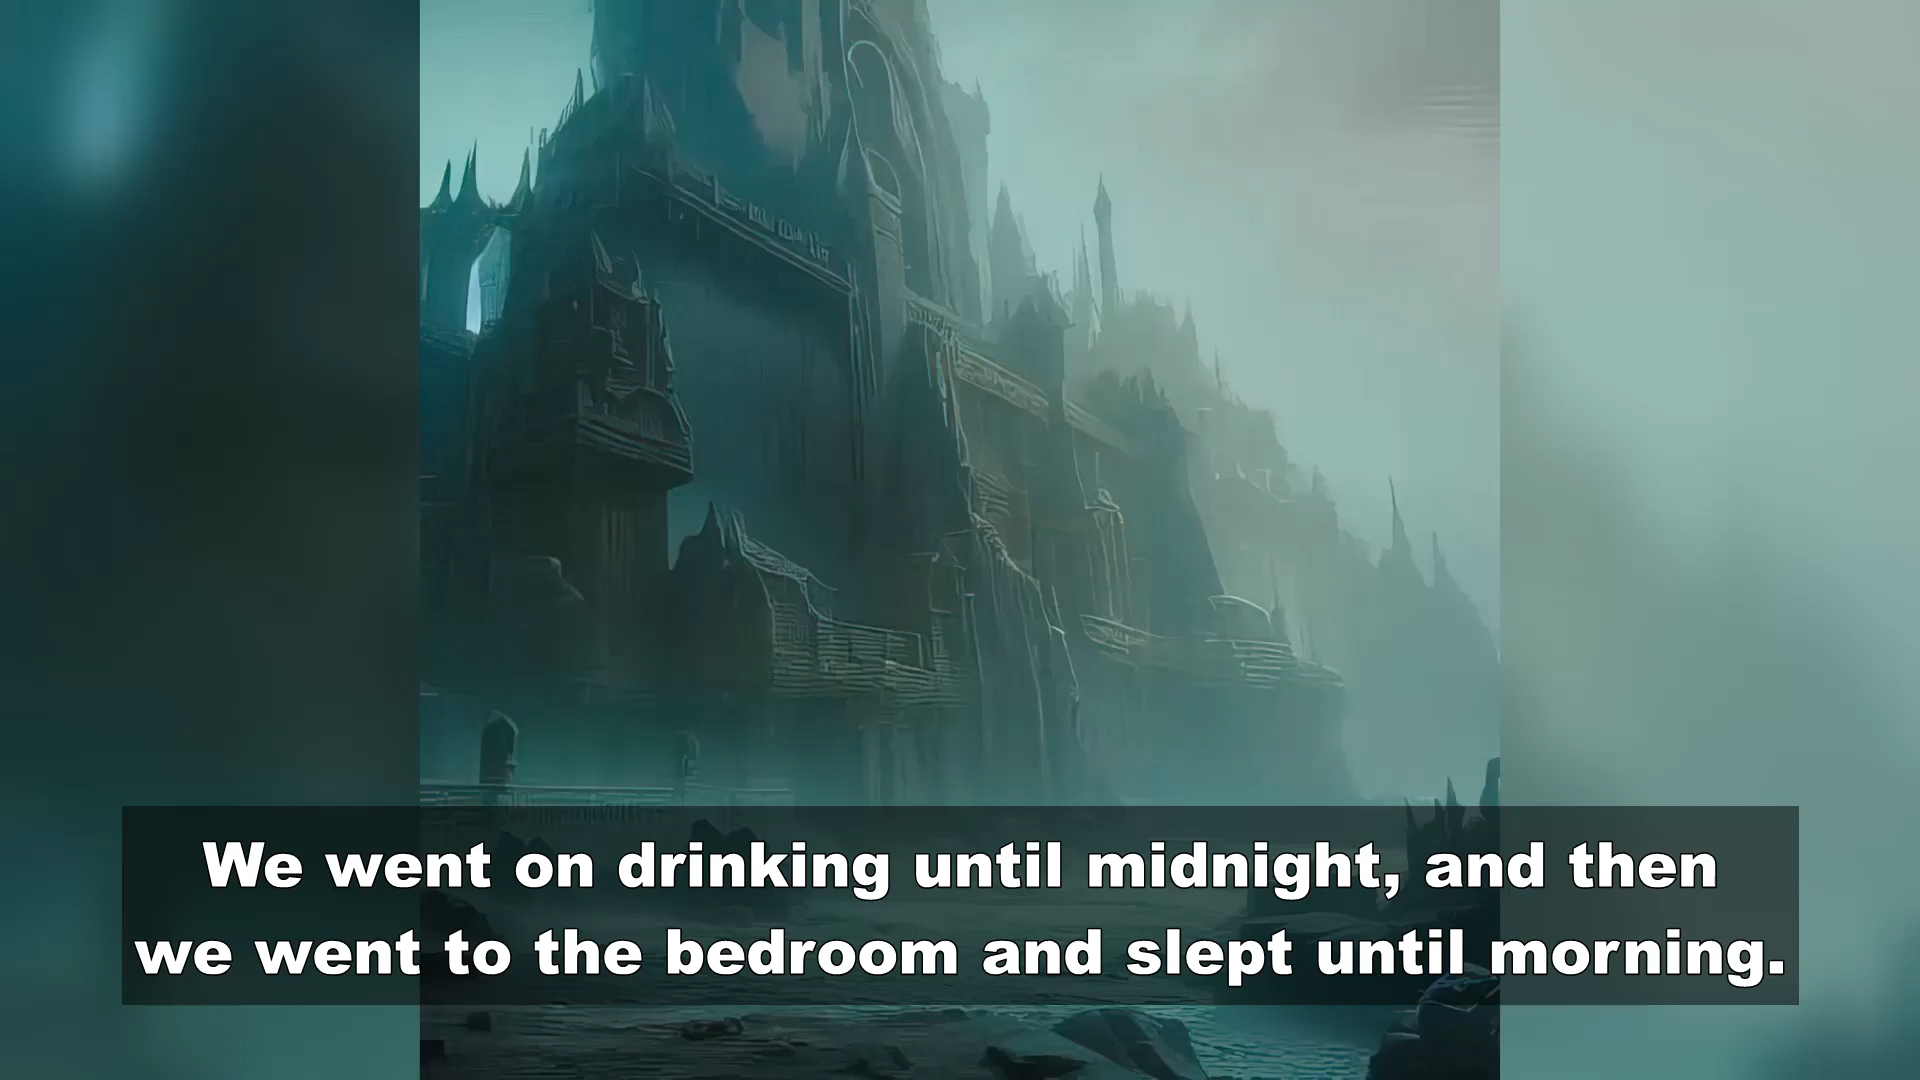 We went on drinking until midnight, and then
we went to the bedroom and slept until morning.